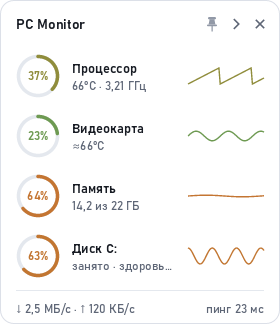 PC Monitor
37%
Процессор
66°C · 3,21 ГГц
23%
Видеокарта
≈66°C
64%
Память
14,2 из 22 ГБ
63%
Диск C:
занято · здоровь…
↓ 2,5 МБ/с · ↑ 120 КБ/с
пинг 23 мс